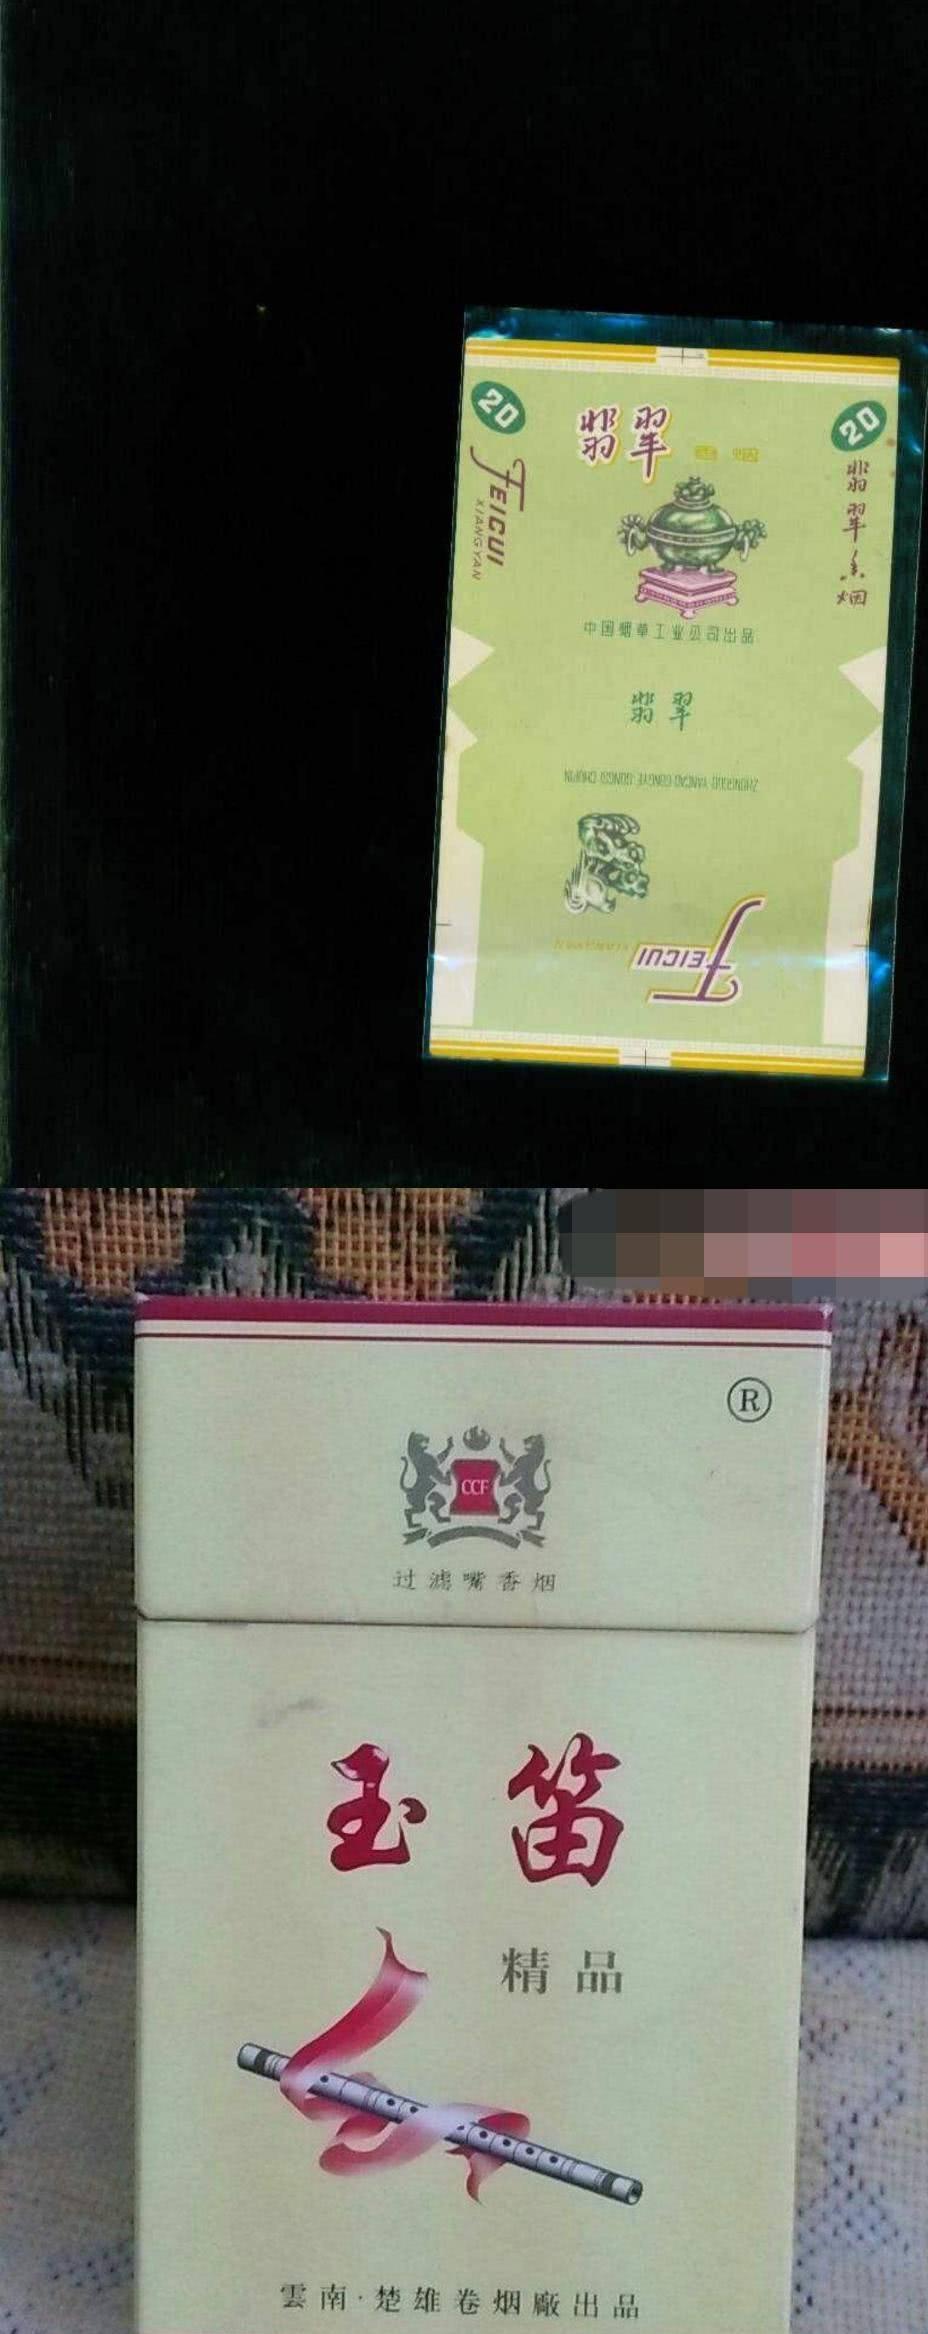 20
20
翡翠 香烟
FEICUI
XIANGYAN
翡翠香烟
中国烟草工业公司出品
翡翠
ZHONGGUO YANCAO GONGYE GONGSI CHUPIN
FEICUI
XIANGYAN
®
CCF
过滤嘴香烟
玉笛
精品
雲南·楚雄卷烟廠出品